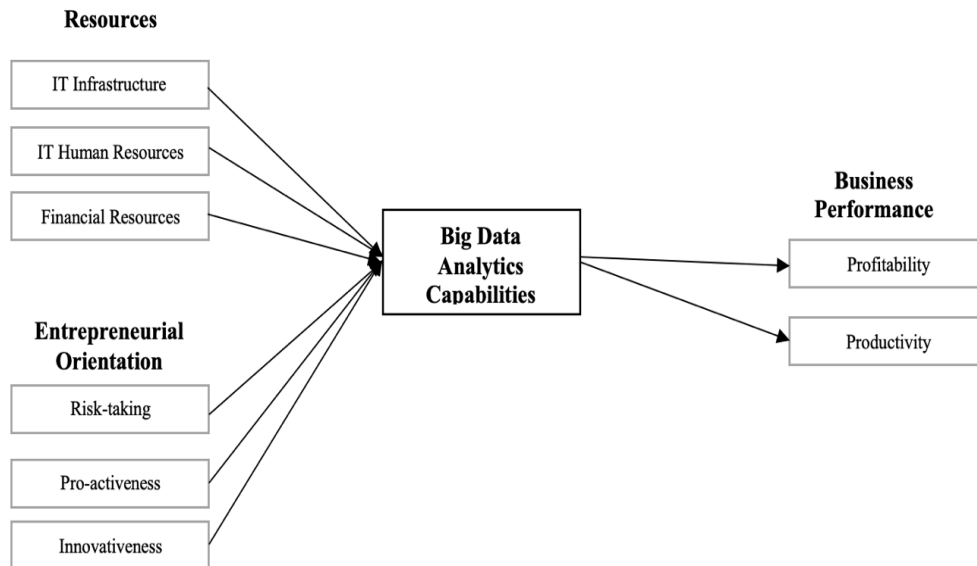 Resources
IT Infrastructure
IT Human Resources
Financial Resources
Entrepreneurial
Orientation
Risk-taking
Pro-activeness
Innovativeness
Big Data
Analytics
Capabilities
Business
Performance
Profitability
Productivity